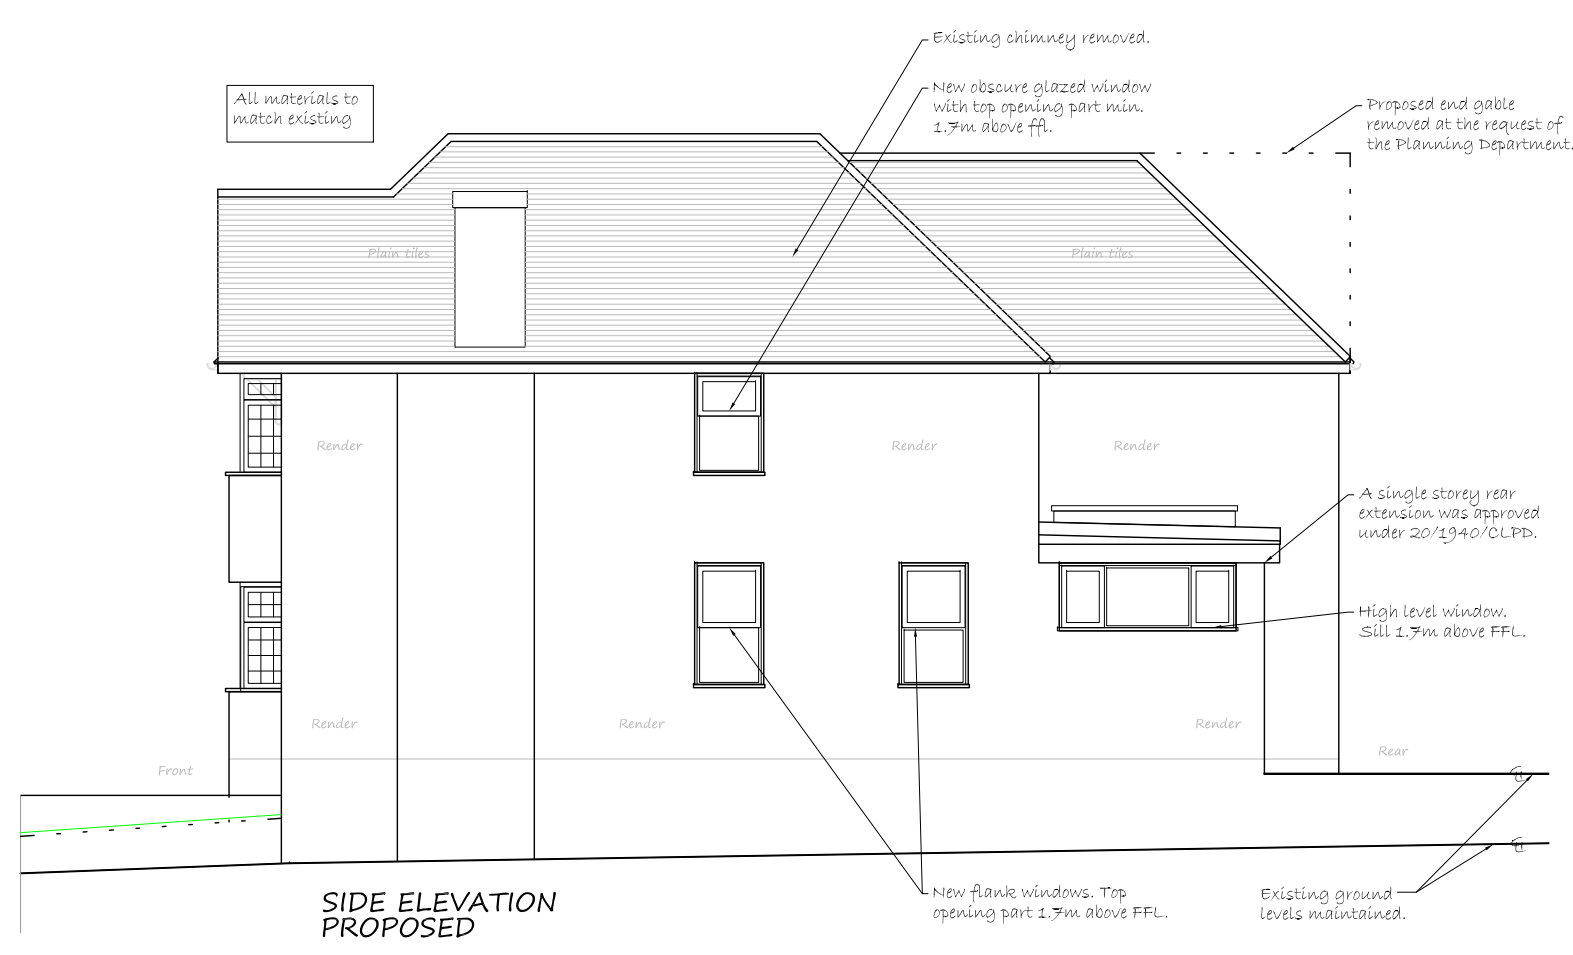 Existing chimney removed.
All materials to
match existing
New obscure glazed window
with top opening part min.
1.7m above ffl.
Proposed end gable
removed at the request of
the Planning Department.
Plain tiles
Plain tiles
Render
Render
Render
A single storey rear
extension was approved
under 20/1940/CLPD.
High level window.
Sill 1.7m above FFL.
Render
Render
Render
Front
Rear
SIDE ELEVATION
PROPOSED
New flank windows. Top
opening part 1.7m above FFL.
Existing ground
levels maintained.